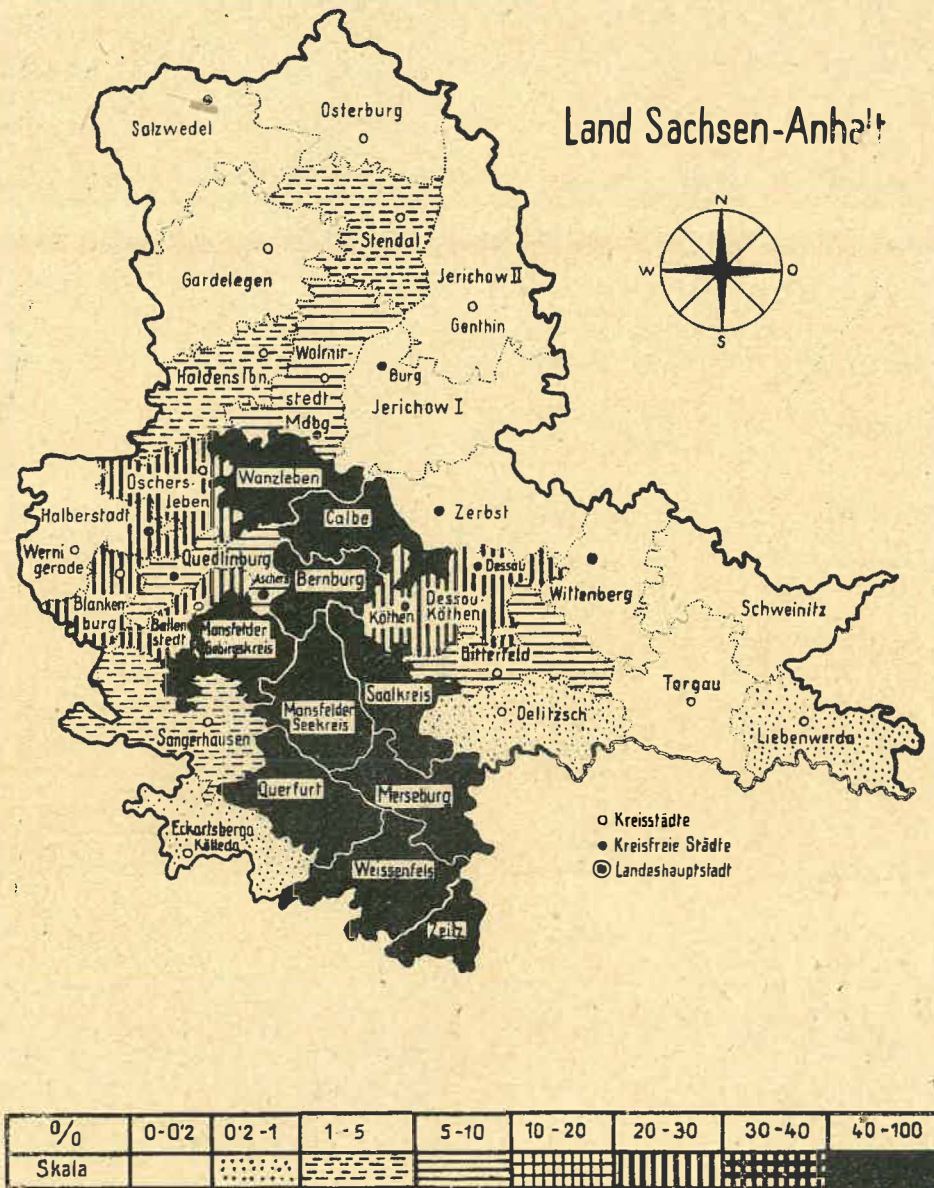 Land Sachsen-Anhalt
Salzwedel
Osterburg
Stendal
Gardelegen
Jerichow II
Genthin
N
W
O
S
Haldenslbn.
Wolmir-
stedt
Mdbg
Burg
Jerichow I
Oschers-
leben
Wanzleben
Calbe
Halberstadt
Zerbst
Werni
gerode
Quedlinburg
Aschers
Bernburg
Dessau
Wittenberg
Schweinitz
Blanken
burg
Ballen
stedt
Mansfelder
Gebirgskreis
Köthen
Dessau-
Köthen
Bitterfeld
Torgau
Saalkreis
Mansfelder
Seekreis
Delitzsch
Liebenwerda
Sangerhausen
Querfurt
Merseburg
Eckartsberga
Kölleda
Weissenfels
Zeitz
Kreisstädte
Kreisfreie Städte
Landeshauptstadt
% 0-0'2 0'2-1 1-5 5-10 10-20 20-30 30-40 40-100
Skala